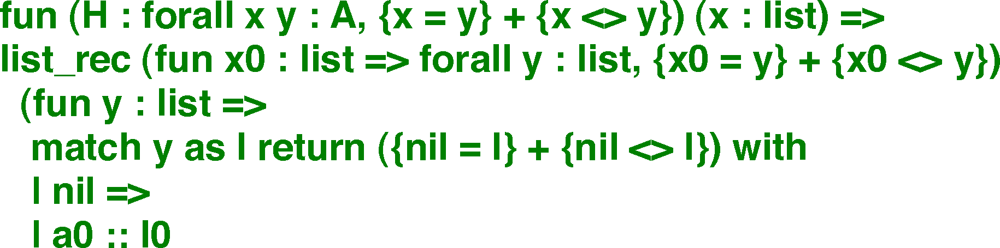 fun (H : forall x y : A, {x = y} + {x <> y}) (x : list) =>
list_rec (fun x0 : list => forall y : list, {x0 = y} + {x0 <> y})
(fun y : list =>
match y as l return ({nil = l} + {nil <> l}) with
| nil =>
| a0 :: l0